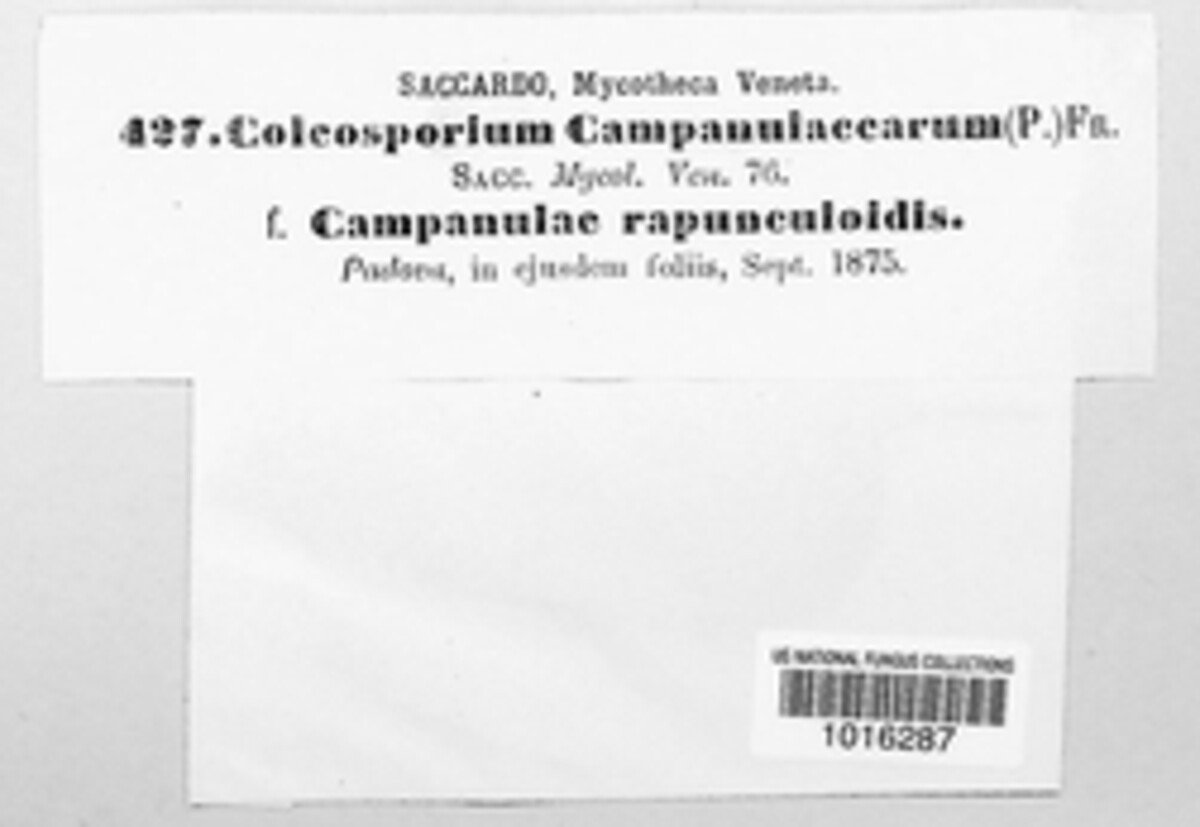 SACCARDO, Mycotheca Veneta.
427. Coleosporium Campanulaccarum (P.) FR.
SACC. Mycol. Ven. 76.
f. Campanulae rapunculoidis.
Padova, in ejusdem foliis, Sept. 1875.
US NATIONAL FUNGUS COLLECTIONS
1016287